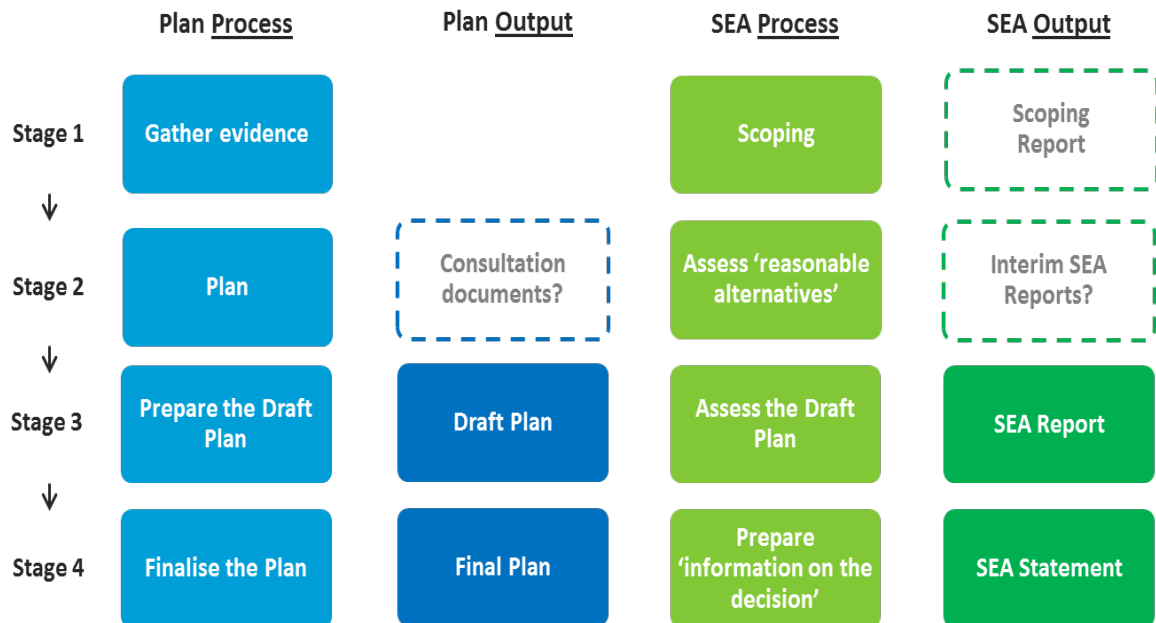 Plan Process
Plan Output
SEA Process
SEA Output
Stage 1
Gather evidence
Scoping
Scoping
Report
Stage 2
Plan
Consultation
documents?
Assess ‘reasonable
alternatives’
Interim SEA
Reports?
Stage 3
Prepare the Draft
Plan
Draft Plan
Assess the Draft
Plan
SEA Report
Stage 4
Finalise the Plan
Final Plan
Prepare
‘information on the
decision’
SEA Statement